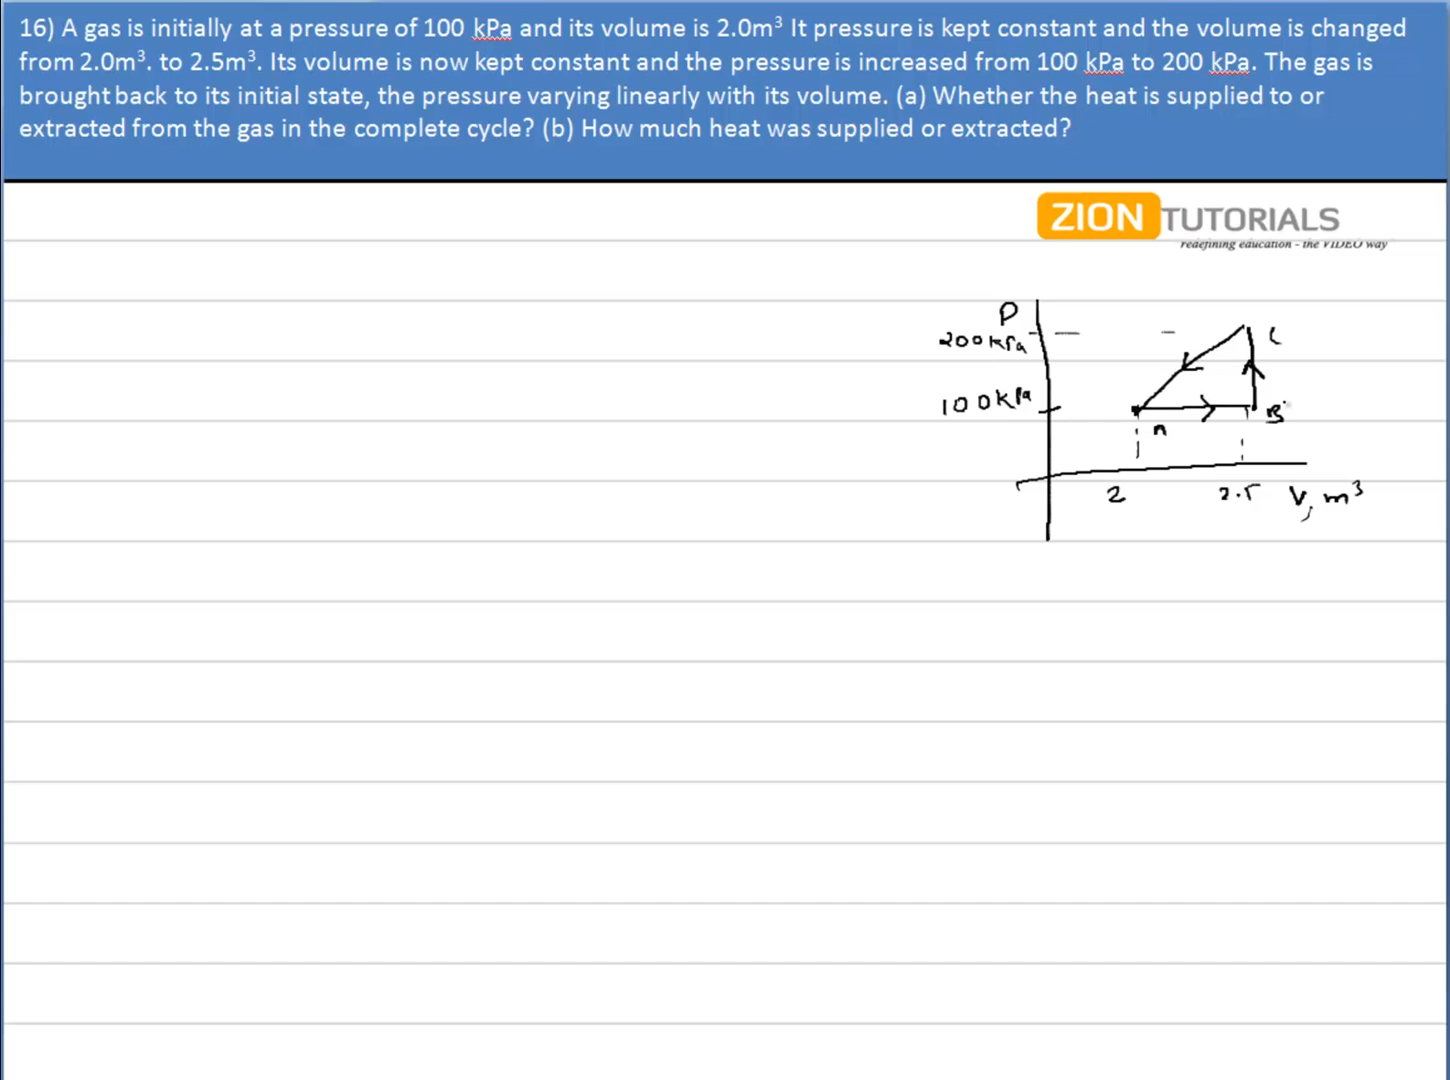 16) A gas is initially at a pressure of 100 kPa and its volume is 2.0m³ It pressure is kept constant and the volume is changed
from 2.0m³. to 2.5m³. Its volume is now kept constant and the pressure is increased from 100 kPa to 200 kPa. The gas is
brought back to its initial state, the pressure varying linearly with its volume. (a) Whether the heat is supplied to or
extracted from the gas in the complete cycle? (b) How much heat was supplied or extracted?
ZION TUTORIALS
redefining education - the VIDEO way
P
200kPa
C
100kPa
B
A
2
2.5
V, m³